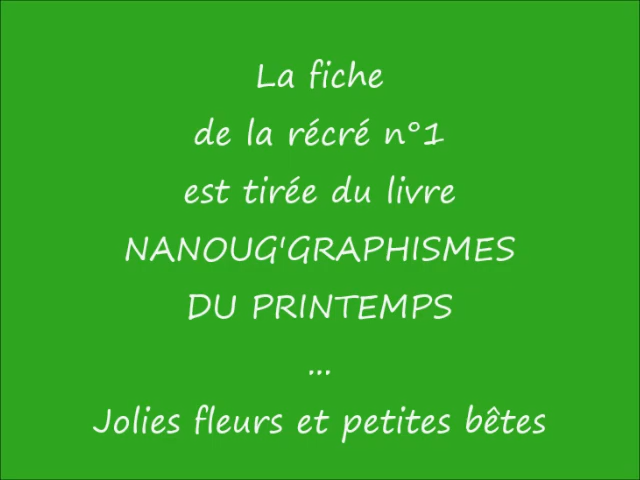 La fiche
de la récré n°1
est tirée du livre
NANOUG'GRAPHISMES
DU PRINTEMPS
...
Jolies fleurs et petites bêtes